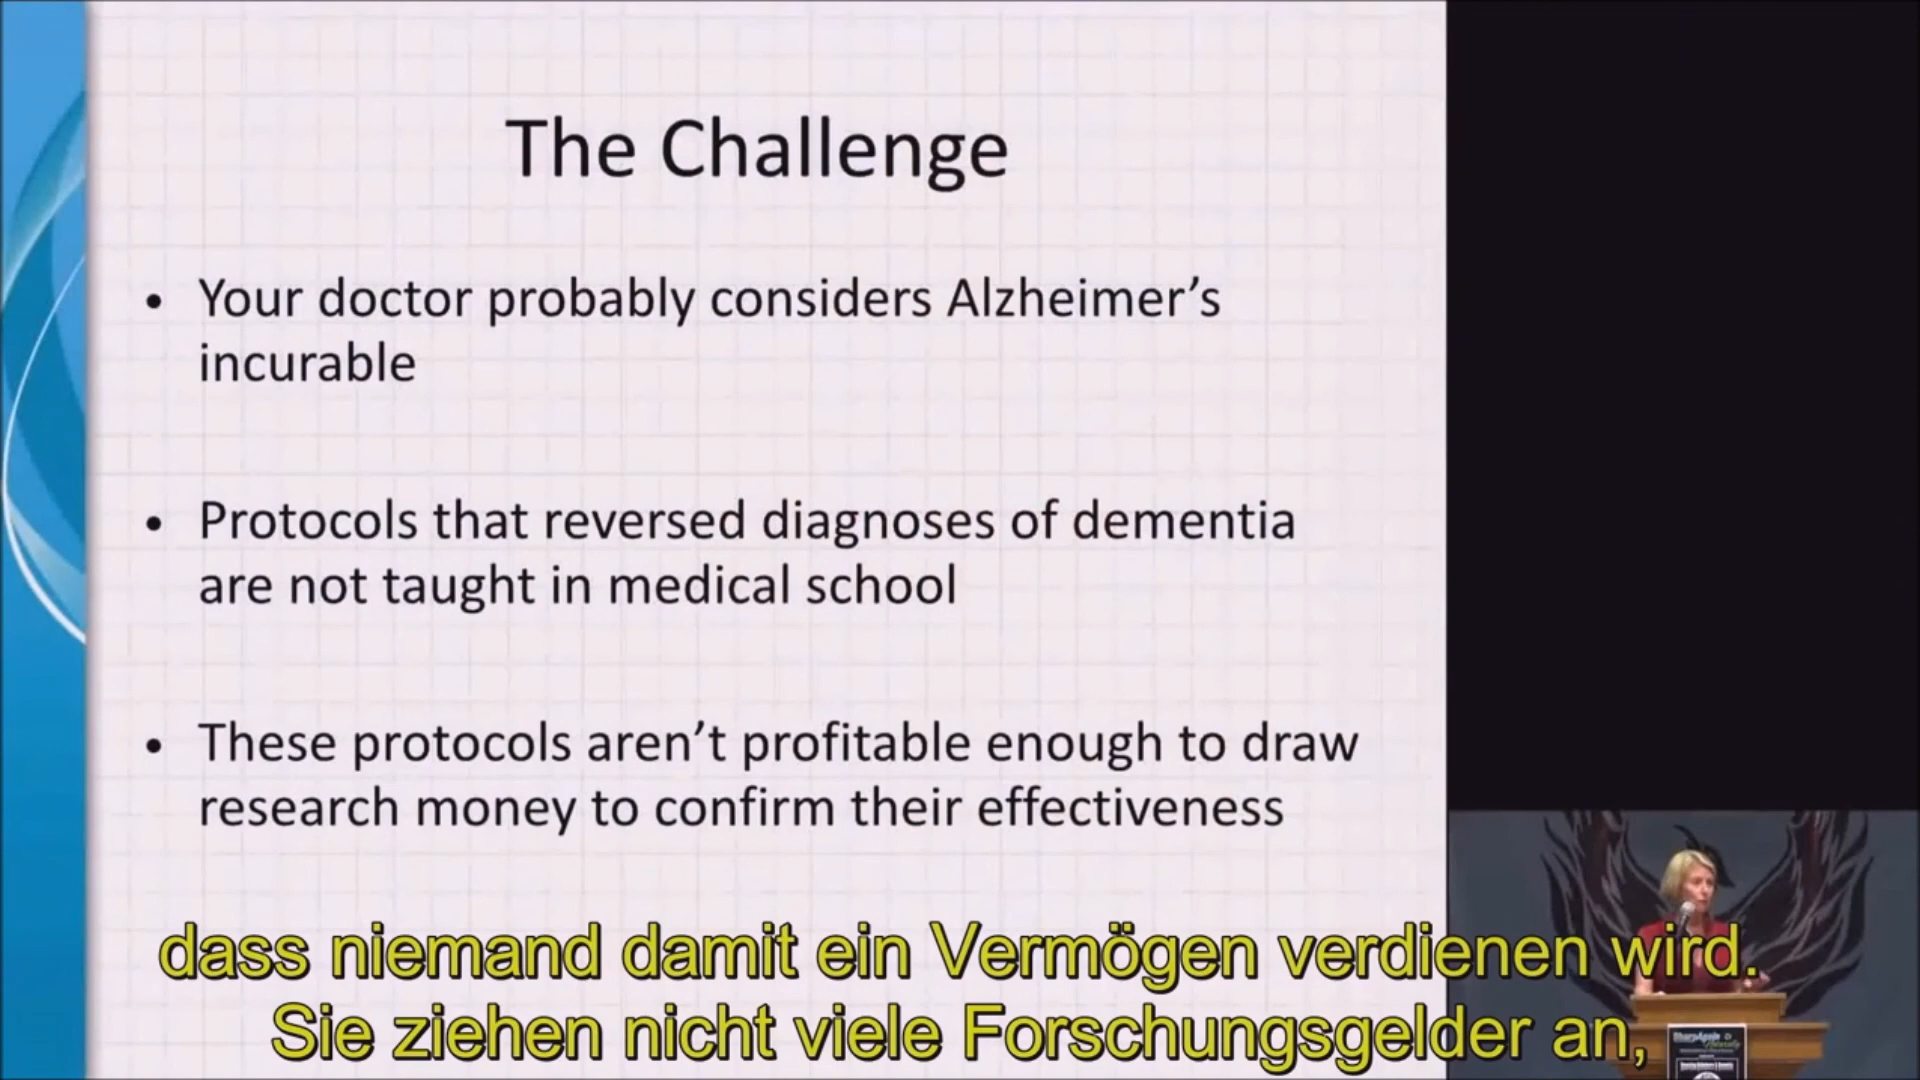 The Challenge
• Your doctor probably considers Alzheimer’s
incurable
• Protocols that reversed diagnoses of dementia
are not taught in medical school
• These protocols aren’t profitable enough to draw
research money to confirm their effectiveness
dass niemand damit ein Vermögen verdienen wird.
Sie ziehen nicht viele Forschungsgelder an,